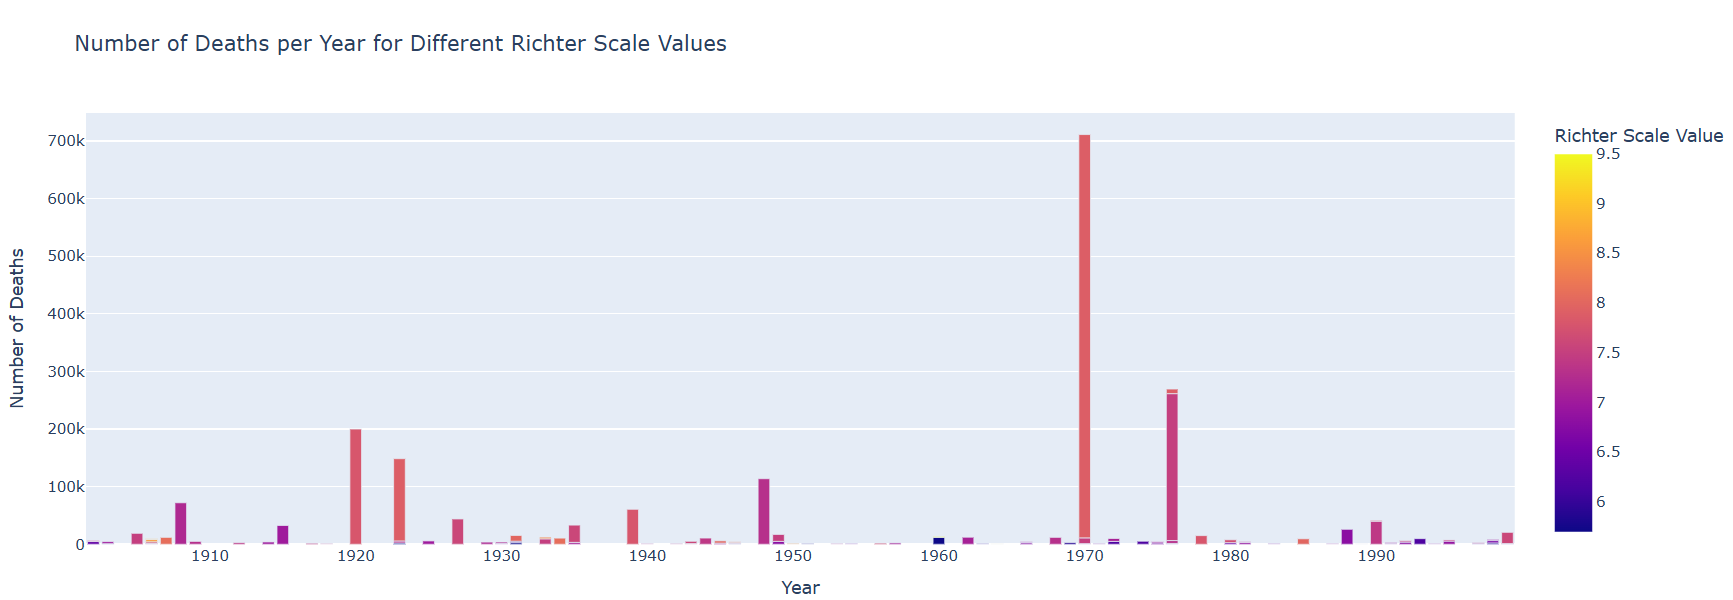 Number of Deaths per Year for Different Richter Scale Values
Number of Deaths
700k
600k
500k
400k
300k
200k
100k
0
1910
1920
1930
1940
1950
1960
1970
1980
1990
Year
Richter Scale Value
9.5
9
8.5
8
7.5
7
6.5
6